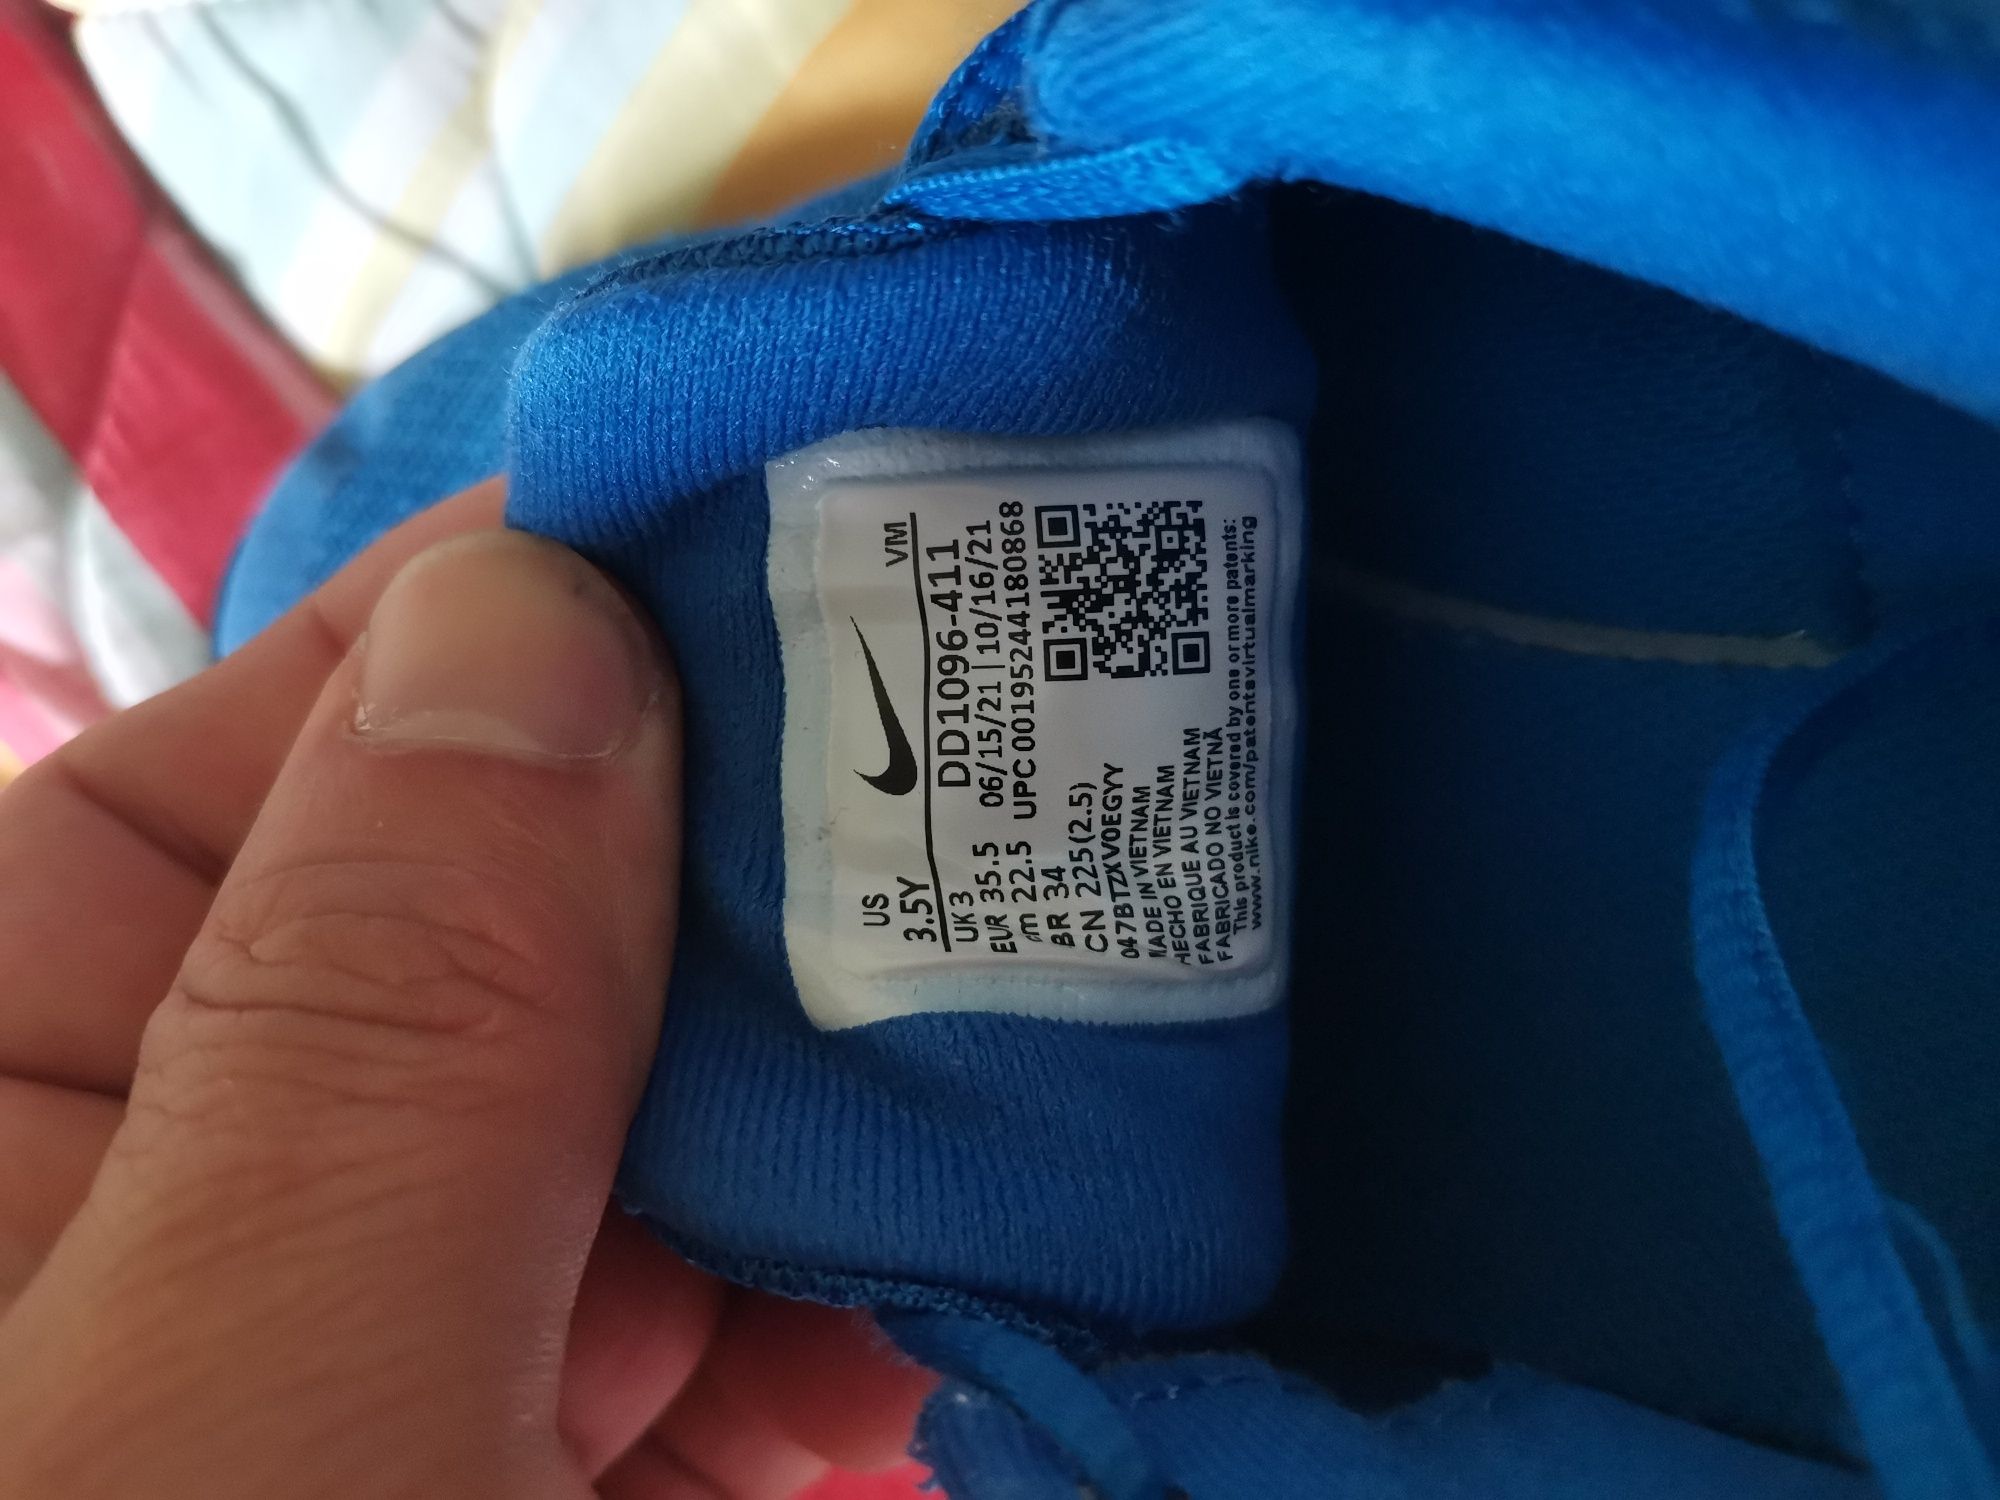 US
3.5Y
VM
UK 3
DD1096-411
EUR 35.5
06/15/21 | 10/16/21
cm 22.5
UPC 00195244180868
BR 34
CN 225(2.5)
047BTZXV0EGYY
MADE IN VIETNAM
HECHO EN VIETNAM
FABRIQUE AU VIETNAM
FABRICADO NO VIETNÃ
This product is covered by one or more patents:
www.nike.com/patentsvirtualmarking